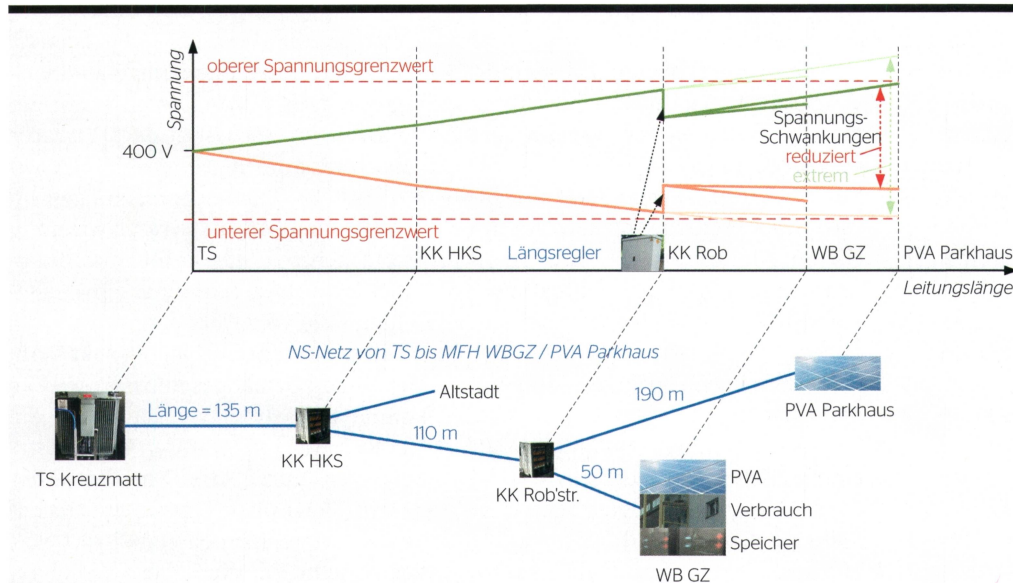 Spannung
oberer Spannungsgrenzwert
400 V
Spannungs-
Schwankungen
reduziert
extrem
unterer Spannungsgrenzwert
TS
KK HKS
Längsregler
KK Rob
WB GZ
PVA Parkhaus
Leitungslänge
NS-Netz von TS bis MFH WBGZ / PVA Parkhaus
Länge = 135 m
TS Kreuzmatt
KK HKS
Altstadt
110 m
KK Rob'str.
190 m
PVA Parkhaus
50 m
PVA
Verbrauch
Speicher
WB GZ